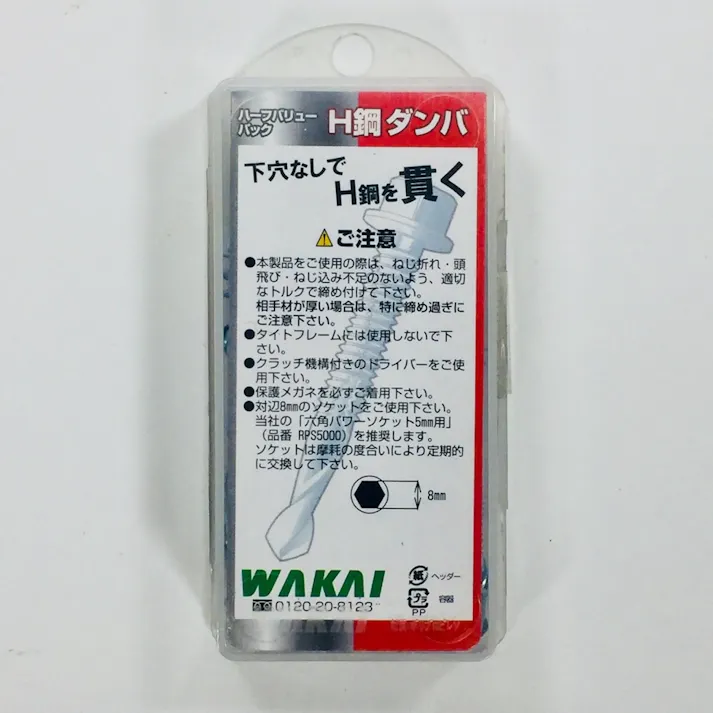 ハーフバリュー
パック
H鋼ダンバ
下穴なしで
H鋼を貫く
ご注意
●本製品をご使用の際は、ねじ折れ・頭
飛び・ねじ込み不足のないよう、適切
なトルクで締め付けて下さい。
相手材が厚い場合は、特に締め過ぎに
ご注意下さい。
●タイトフレームには使用しないで下
さい。
●クラッチ機構付きのドライバーをご使
用下さい。
●保護メガネを必ずご着用下さい。
●対辺8mmのソケットをご使用下さい。
当社の「六角パワーソケット5mm用」
（品番 RPS5000）を推奨します。
ソケットは摩耗の度合いにより定期的
に交換して下さい。
8mm
WAKAI
0120-20-8123
紙 ヘッダー
プラ 容器
PP